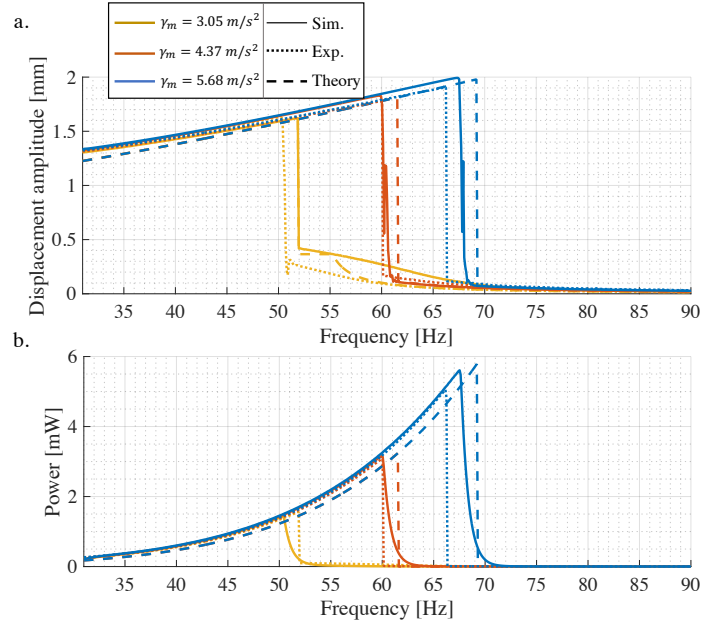 a.
γₘ = 3.05 m/s² Sim.
γₘ = 4.37 m/s² Exp.
γₘ = 5.68 m/s² Theory
Displacement amplitude [mm]
2
1.5
1
0.5
0
35 40 45 50 55 60 65 70 75 80 85 90
Frequency [Hz]
b.
Power [mW]
6
4
2
0
35 40 45 50 55 60 65 70 75 80 85 90
Frequency [Hz]